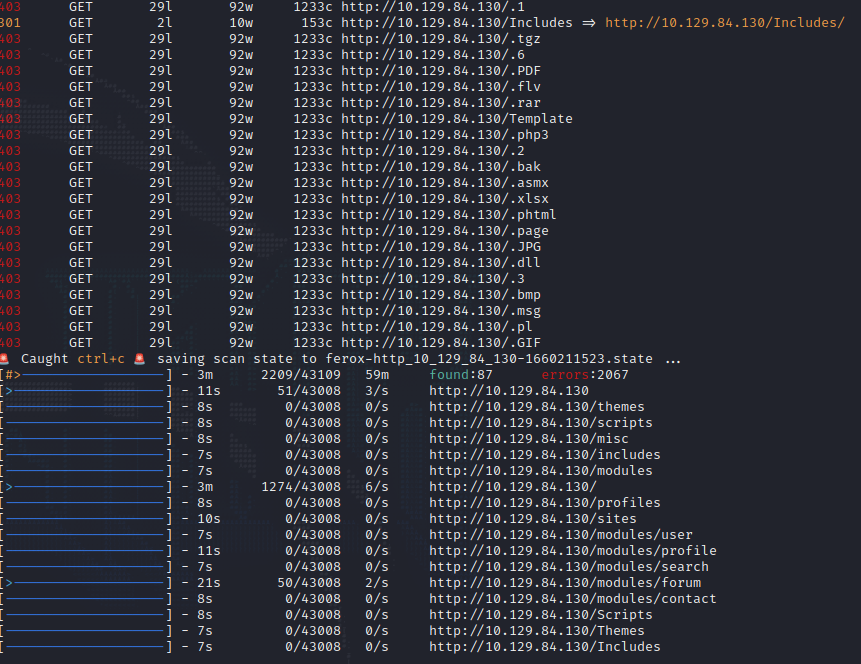 403 GET 29l 92w 1233c http://10.129.84.130/.1
301 GET 2l 10w 153c http://10.129.84.130/Includes => http://10.129.84.130/Includes/
403 GET 29l 92w 1233c http://10.129.84.130/.tgz
403 GET 29l 92w 1233c http://10.129.84.130/.6
403 GET 29l 92w 1233c http://10.129.84.130/.PDF
403 GET 29l 92w 1233c http://10.129.84.130/.flv
403 GET 29l 92w 1233c http://10.129.84.130/.rar
403 GET 29l 92w 1233c http://10.129.84.130/Template
403 GET 29l 92w 1233c http://10.129.84.130/.php3
403 GET 29l 92w 1233c http://10.129.84.130/.2
403 GET 29l 92w 1233c http://10.129.84.130/.bak
403 GET 29l 92w 1233c http://10.129.84.130/.asmx
403 GET 29l 92w 1233c http://10.129.84.130/.xlsx
403 GET 29l 92w 1233c http://10.129.84.130/.phtml
403 GET 29l 92w 1233c http://10.129.84.130/.page
403 GET 29l 92w 1233c http://10.129.84.130/.JPG
403 GET 29l 92w 1233c http://10.129.84.130/.dll
403 GET 29l 92w 1233c http://10.129.84.130/.3
403 GET 29l 92w 1233c http://10.129.84.130/.bmp
403 GET 29l 92w 1233c http://10.129.84.130/.msg
403 GET 29l 92w 1233c http://10.129.84.130/.pl
403 GET 29l 92w 1233c http://10.129.84.130/.GIF
🚨 Caught ctrl+c 🚨 saving scan state to ferox-http_10_129_84_130-1660211523.state ...
[#>------------------] - 3m 2209/43109 59m found:87 errors:2067
[>-------------------] - 11s 51/43008 3/s http://10.129.84.130
[--------------------] - 8s 0/43008 0/s http://10.129.84.130/themes
[--------------------] - 8s 0/43008 0/s http://10.129.84.130/scripts
[--------------------] - 8s 0/43008 0/s http://10.129.84.130/misc
[--------------------] - 7s 0/43008 0/s http://10.129.84.130/includes
[--------------------] - 7s 0/43008 0/s http://10.129.84.130/modules
[>-------------------] - 3m 1274/43008 6/s http://10.129.84.130/
[--------------------] - 8s 0/43008 0/s http://10.129.84.130/profiles
[--------------------] - 10s 0/43008 0/s http://10.129.84.130/sites
[--------------------] - 7s 0/43008 0/s http://10.129.84.130/modules/user
[--------------------] - 11s 0/43008 0/s http://10.129.84.130/modules/profile
[--------------------] - 7s 0/43008 0/s http://10.129.84.130/modules/search
[>-------------------] - 21s 50/43008 2/s http://10.129.84.130/modules/forum
[--------------------] - 8s 0/43008 0/s http://10.129.84.130/modules/contact
[--------------------] - 8s 0/43008 0/s http://10.129.84.130/Scripts
[--------------------] - 7s 0/43008 0/s http://10.129.84.130/Themes
[--------------------] - 7s 0/43008 0/s http://10.129.84.130/Includes